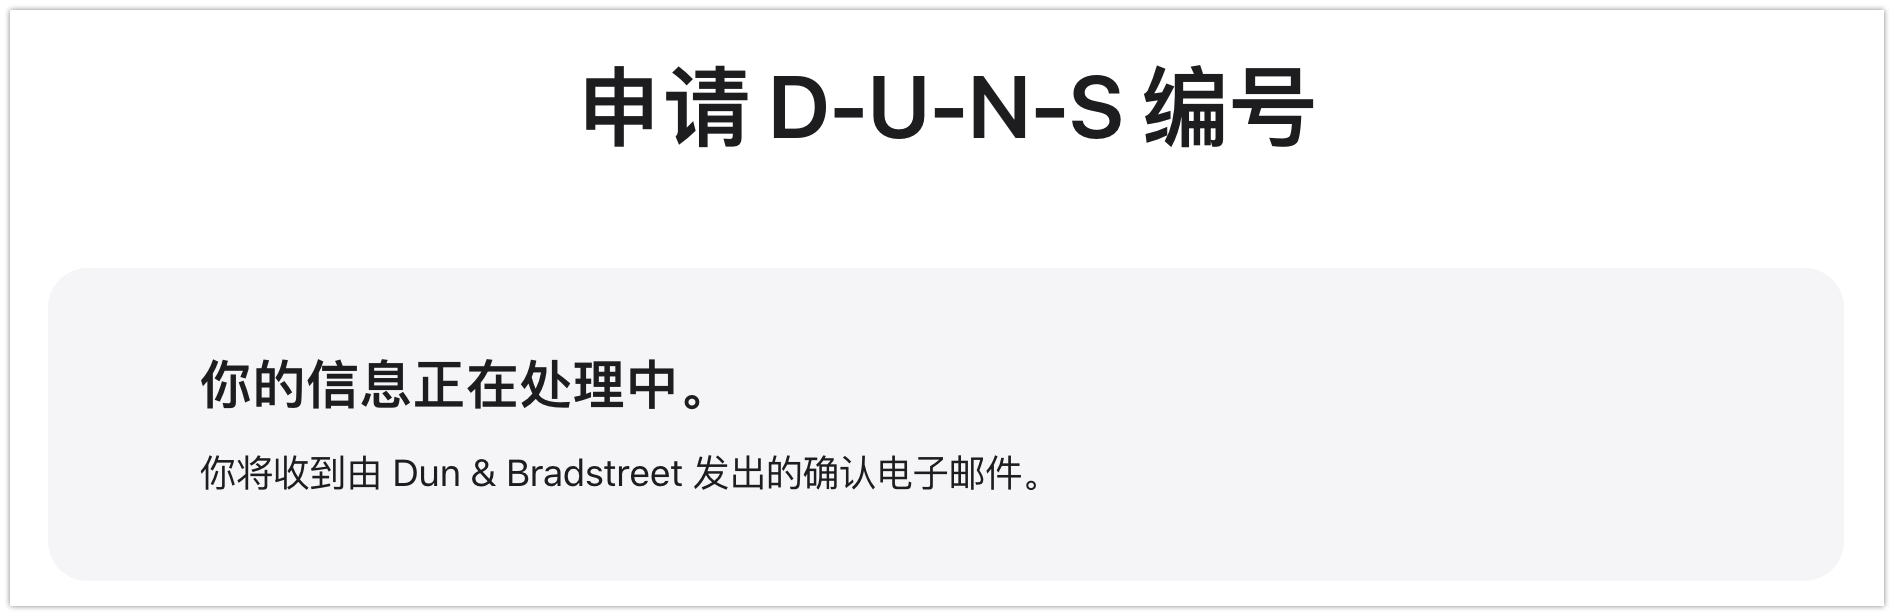 申请 D-U-N-S 编号
你的信息正在处理中。
你将收到由 Dun & Bradstreet 发出的确认电子邮件。